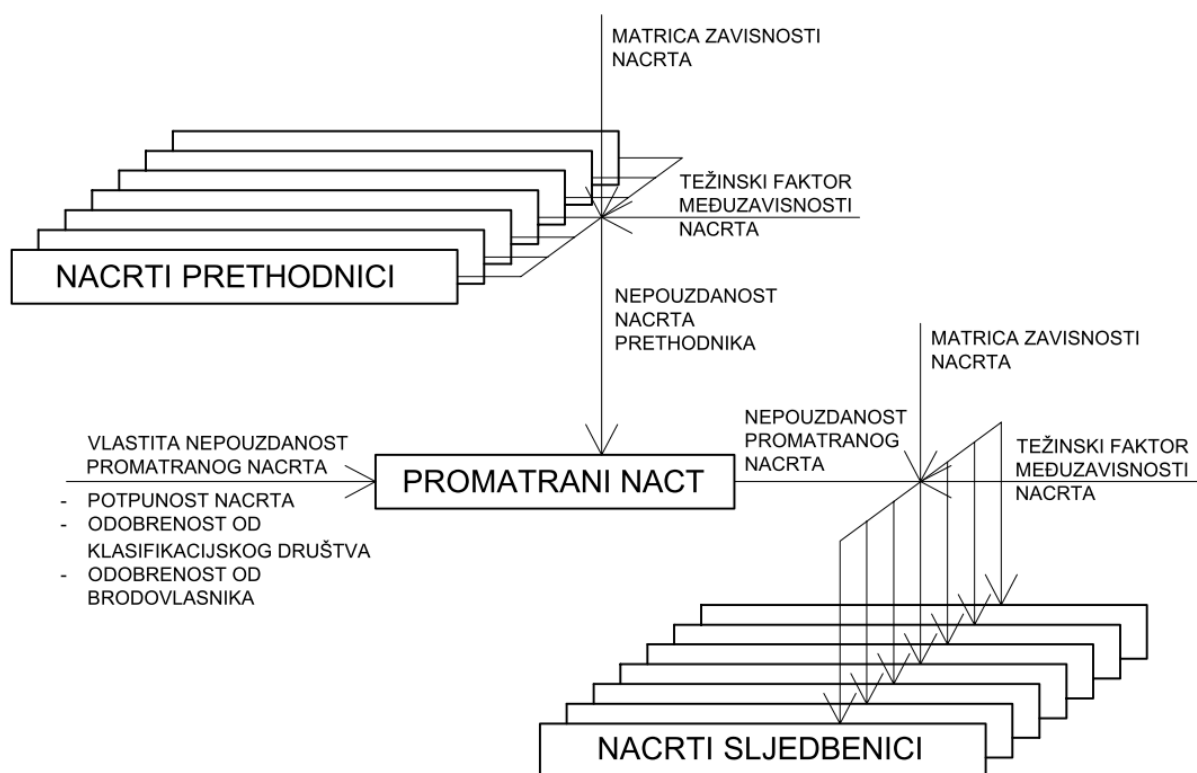 MATRICA ZAVISNOSTI
NACRTA
TEŽINSKI FAKTOR
MEĐUZAVISNOSTI
NACRTA
NACRTI PRETHODNICI
NEPOUZDANOST
NACRTA
PRETHODNIKA
MATRICA ZAVISNOSTI
NACRTA
VLASTITA NEPOUZDANOST
PROMATRANOG NACRTA
- POTPUNOST NACRTA
- ODOBRENOST OD
KLASIFIKACIJSKOG DRUŠTVA
- ODOBRENOST OD
BRODOVLASNIKA
PROMATRANI NACT
NEPOUZDANOST
PROMATRANOG
NACRTA
TEŽINSKI FAKTOR
MEĐUZAVISNOSTI
NACRTA
NACRTI SLJEDBENICI